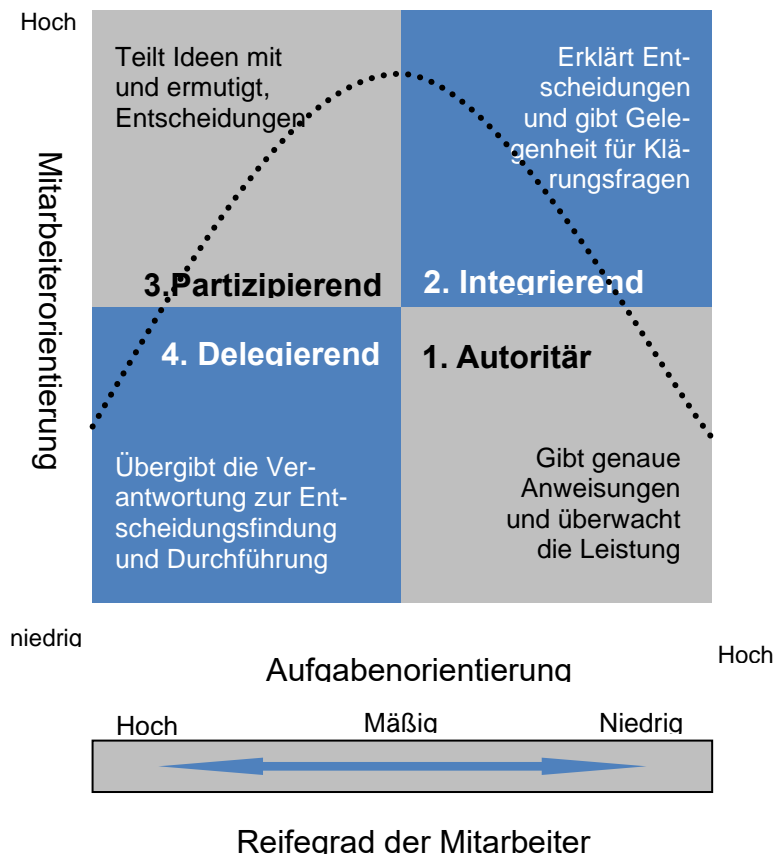 Hoch
Teilt Ideen mit
und ermutigt,
Entscheidungen
Erklärt Ent-
scheidungen
und gibt Gele-
genheit für Klä-
rungsfragen
Mitarbeiterorientierung
3.Partizipierend
2. Integrierend
4. Delegierend
1. Autoritär
Übergibt die Ver-
antwortung zur Ent-
scheidungsfindung
und Durchführung
Gibt genaue
Anweisungen
und überwacht
die Leistung
niedrig
Aufgabenorientierung
Hoch
Hoch
Mäßig
Niedrig
Reifegrad der Mitarbeiter